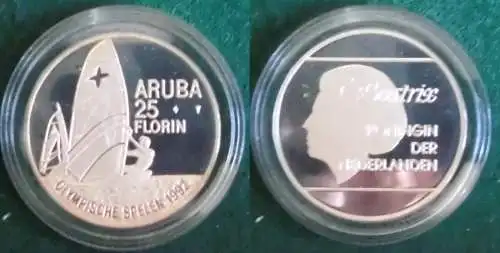 ARUBA
25
FLORIN
OLYMPISCHE SPELEN 1992
Beatrix
KONINGIN
DER
NEDERLANDEN